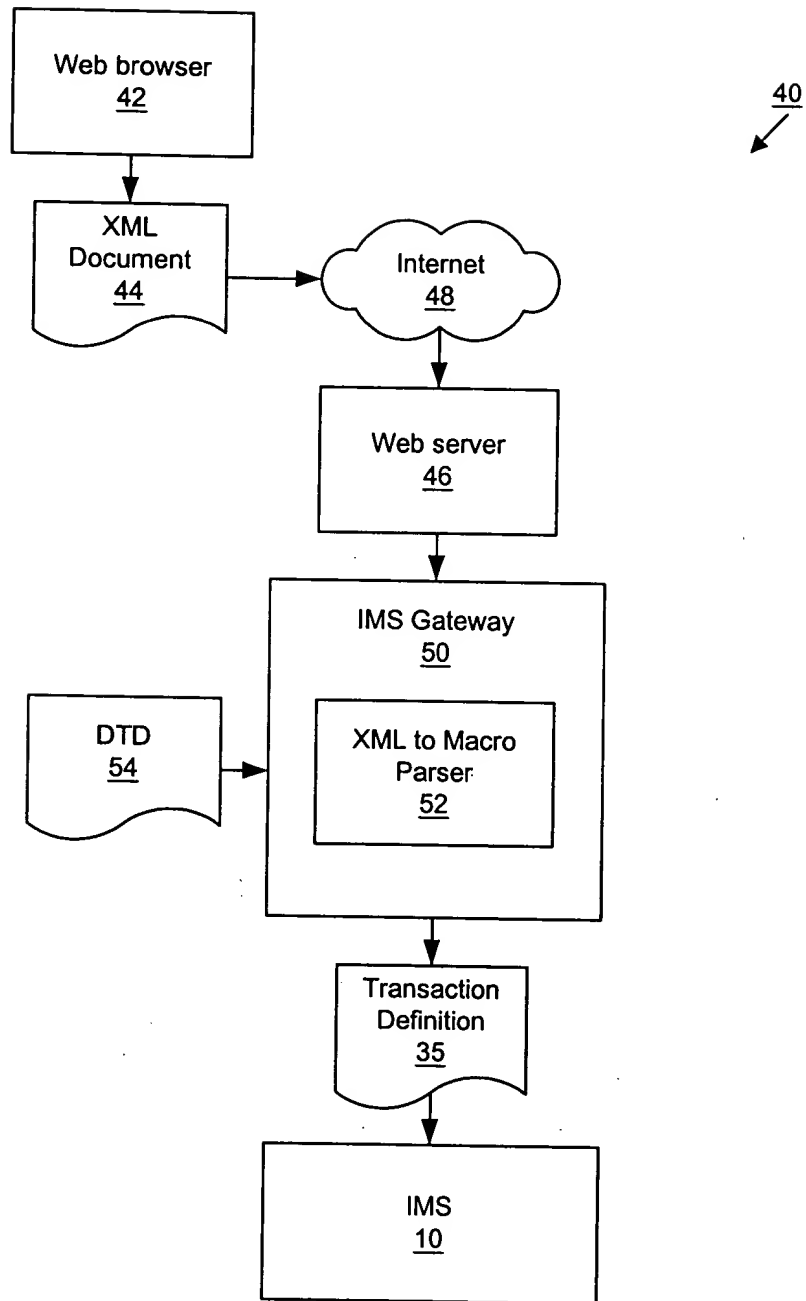 Web browser
42
40
XML
Document
44
Internet
48
Web server
46
IMS Gateway
50
DTD
54
XML to Macro
Parser
52
Transaction
Definition
35
IMS
10